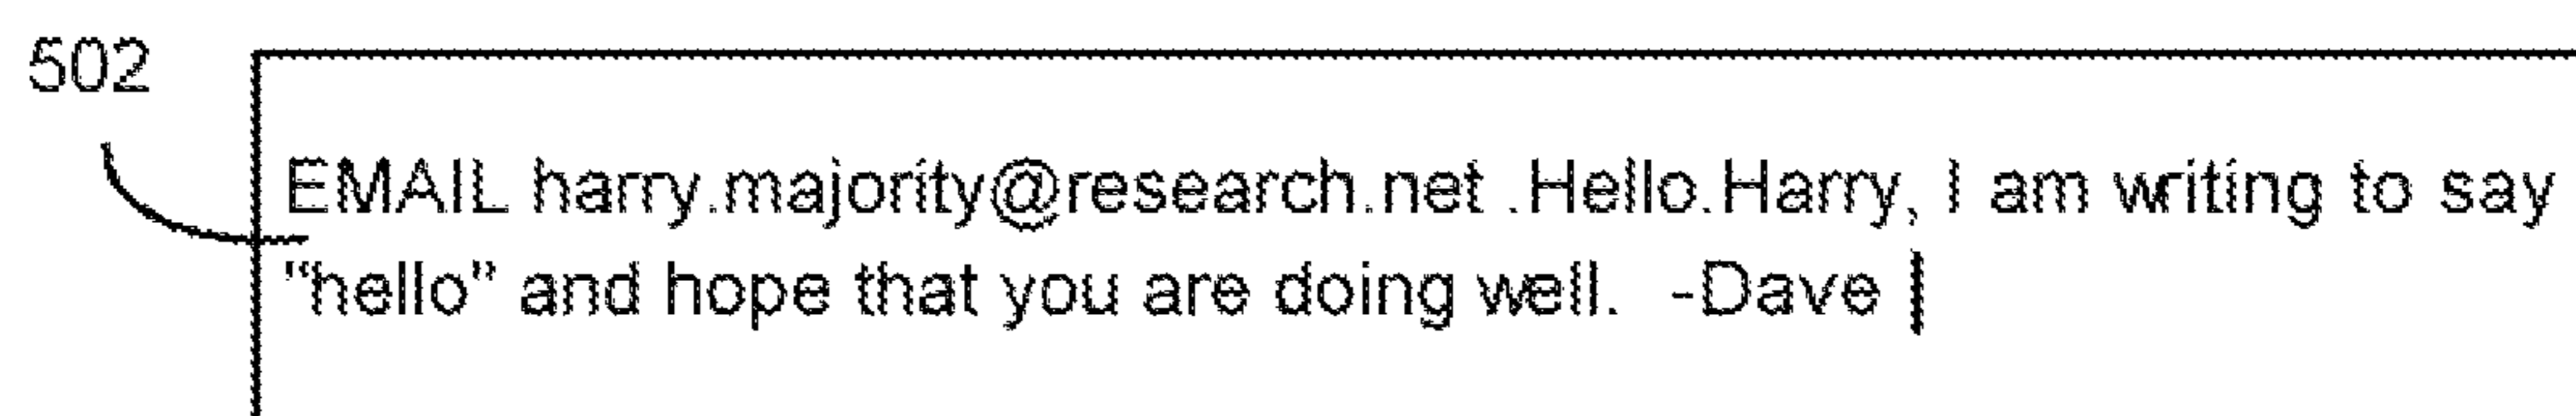 502
EMAIL harry.majority@research.net .Hello.Harry, I am writing to say
"hello" and hope that you are doing well.  -Dave |